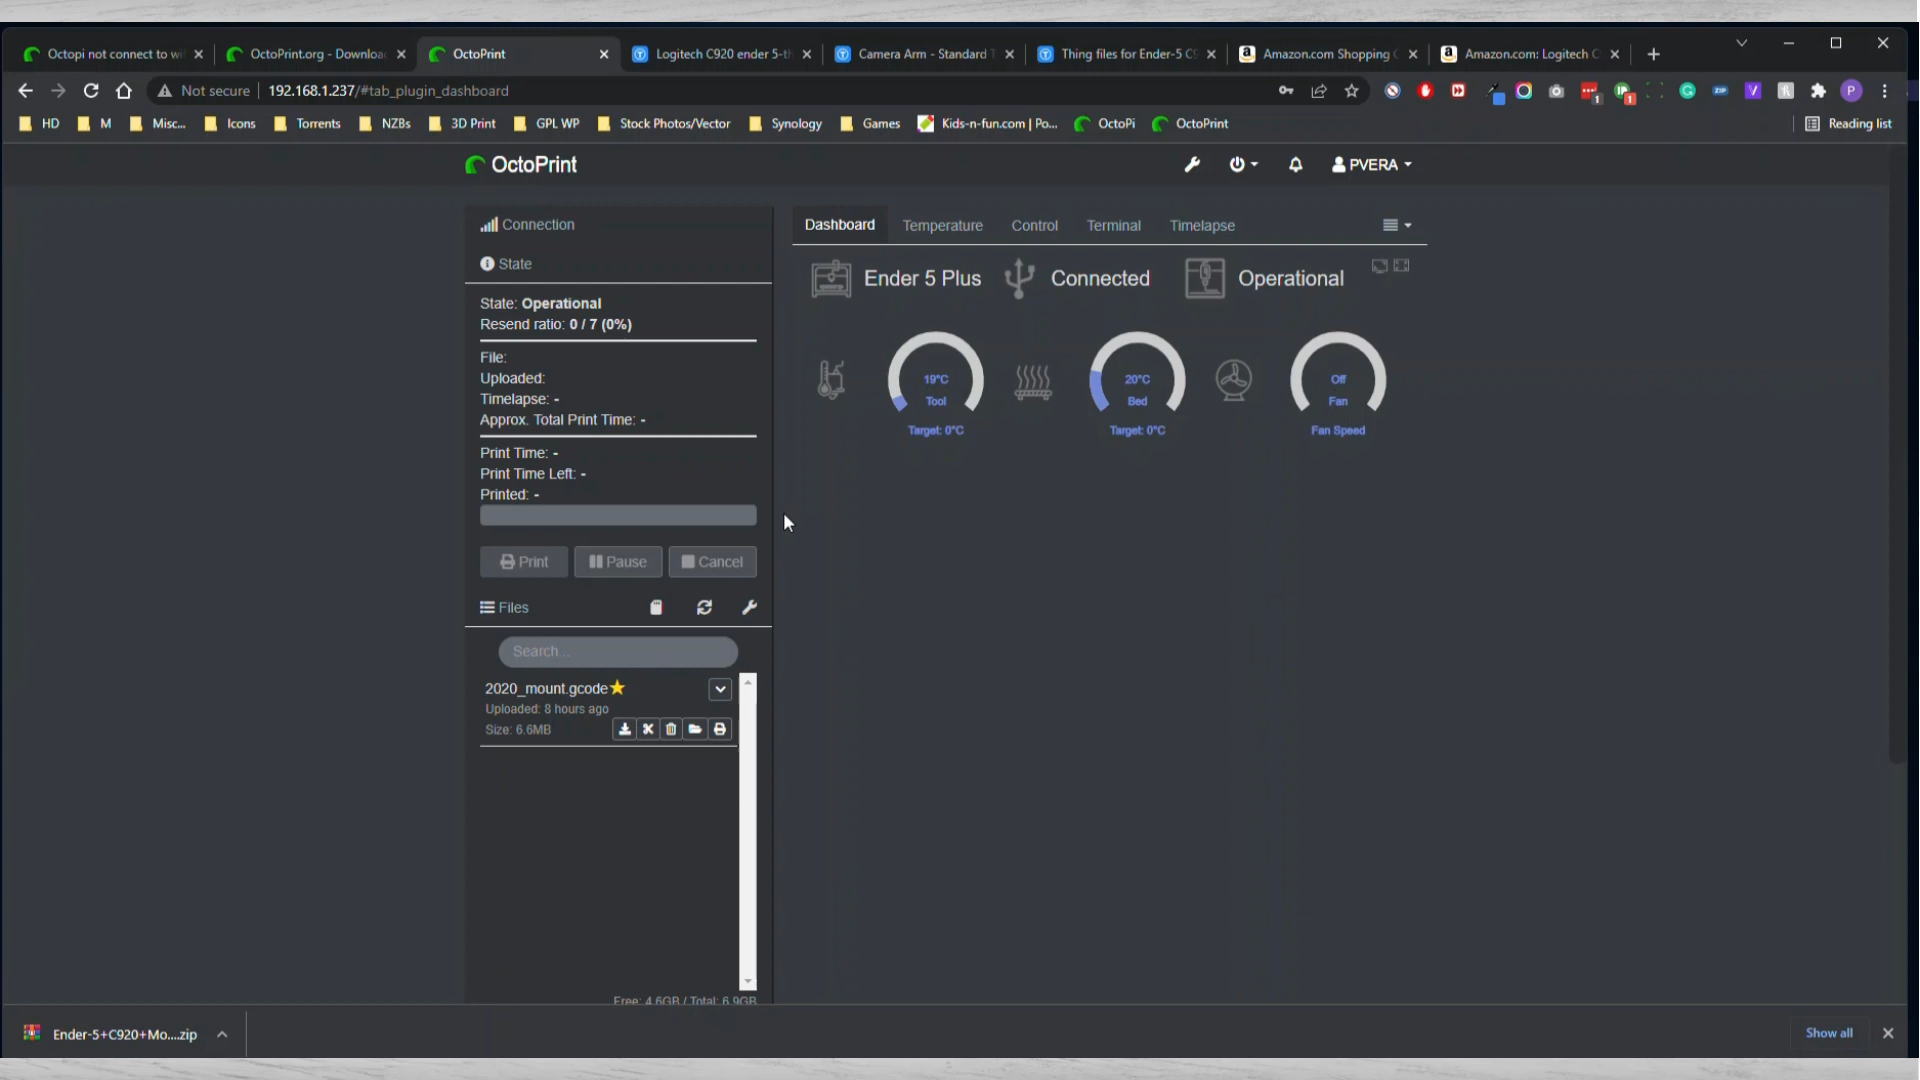 Octopi not connect to wi
OctoPrint.org - Downloa
OctoPrint
Logitech C920 ender 5-th
Camera Arm - Standard T
Thing files for Ender-5 C9
Amazon.com Shopping C
Amazon.com: Logitech C
Not secure
192.168.1.237/#tab_plugin_dashboard
HD
M
Misc...
Icons
Torrents
NZBs
3D Print
GPL WP
Stock Photos/Vector
Synology
Games
Kids-n-fun.com | Po...
OctoPi
OctoPrint
Reading list
OctoPrint
PVERA
Connection
State
State: Operational
Resend ratio: 0 / 7 (0%)
File:
Uploaded:
Timelapse: -
Approx. Total Print Time: -
Print Time: -
Print Time Left: -
Printed: -
Print
Pause
Cancel
Files
Search...
2020_mount.gcode
Uploaded: 8 hours ago
Size: 6.6MB
Free: 4.6GB / Total: 6.9GB
Dashboard
Temperature
Control
Terminal
Timelapse
Ender 5 Plus
Connected
Operational
19°C
Tool
Target: 0°C
20°C
Bed
Target: 0°C
Off
Fan
Fan Speed
Ender-5+C920+Mo....zip
Show all